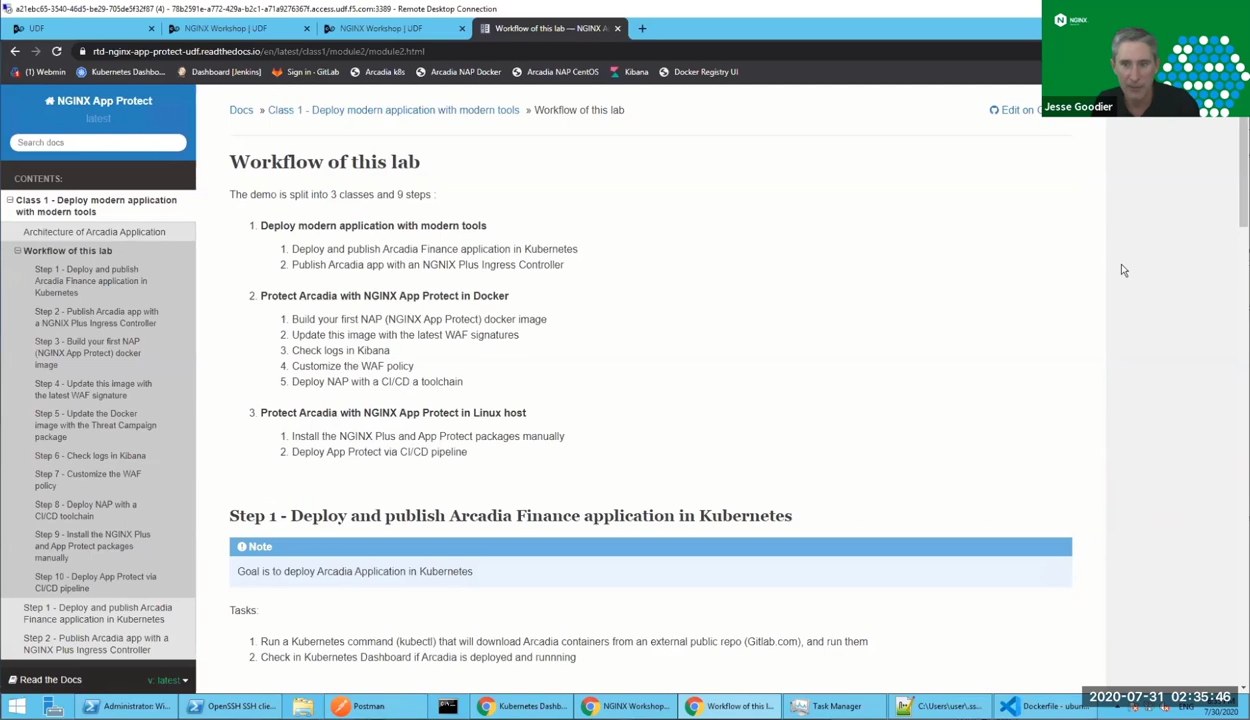 a21ebc65-3540-46d5-be29-705de5f32f87 (4) - 78b2591e-a772-429a-b2c1-a71a9276367f.access.udf.f5.com:3389 - Remote Desktop Connection
UDF
NGINX Workshop | UDF
NGINX Workshop | UDF
Workflow of this lab — NGINX A
rtd-nginx-app-protect-udf.readthedocs.io/en/latest/class1/module2/module2.html
(1) Webmin
Kubernetes Dashbo...
Dashboard [Jenkins]
Sign in · GitLab
Arcadia k8s
Arcadia NAP Docker
Arcadia NAP CentOS
Kibana
Docker Registry UI
NGINX
Jesse Goodier
NGINX App Protect
latest
Search docs
CONTENTS:
Class 1 - Deploy modern application
with modern tools
Architecture of Arcadia Application
Workflow of this lab
Step 1 - Deploy and publish
Arcadia Finance application in
Kubernetes
Step 2 - Publish Arcadia app with
a NGNIX Plus Ingress Controller
Step 3 - Build your first NAP
(NGINX App Protect) docker
image
Step 4 - Update this image with
the latest WAF signature
Step 5 - Update the Docker
image with the Threat Campaign
package
Step 6 - Check logs in Kibana
Step 7 - Customize the WAF
policy
Step 8 - Deploy NAP with a
CI/CD toolchain
Step 9 - Install the NGINX Plus
and App Protect packages
manually
Step 10 - Deploy App Protect via
CI/CD pipeline
Step 1 - Deploy and publish Arcadia
Finance application in Kubernetes
Step 2 - Publish Arcadia app with a
NGINX Plus Ingress Controller
Read the Docs
v: latest
Docs » Class 1 - Deploy modern application with modern tools » Workflow of this lab
Edit on
Workflow of this lab
The demo is split into 3 classes and 9 steps :
1. Deploy modern application with modern tools
1. Deploy and publish Arcadia Finance application in Kubernetes
2. Publish Arcadia app with an NGNIX Plus Ingress Controller
2. Protect Arcadia with NGINX App Protect in Docker
1. Build your first NAP (NGINX App Protect) docker image
2. Update this image with the latest WAF signatures
3. Check logs in Kibana
4. Customize the WAF policy
5. Deploy NAP with a CI/CD a toolchain
3. Protect Arcadia with NGINX App Protect in Linux host
1. Install the NGINX Plus and App Protect packages manually
2. Deploy App Protect via CI/CD pipeline
Step 1 - Deploy and publish Arcadia Finance application in Kubernetes
Note
Goal is to deploy Arcadia Application in Kubernetes
Tasks:
1. Run a Kubernetes command (kubectl) that will download Arcadia containers from an external public repo (Gitlab.com), and run them
2. Check in Kubernetes Dashboard if Arcadia is deployed and runnning
Administrator: Wi...
OpenSSH SSH client
Postman
Kubernetes Dashb...
NGINX Workshop...
Workflow of this l...
Task Manager
C:\Users\user\.ss...
Dockerfile - ubun...
2020-07-31 02:35:46
7/30/2020